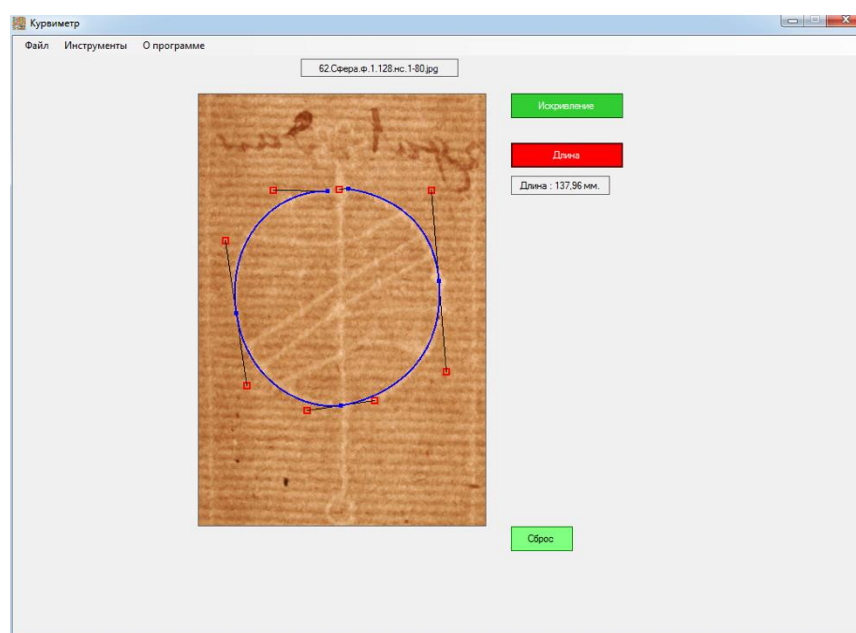 Курвиметр
Файл Инструменты О программе
62.Сфера.ф.1.128.нс.1-80.jpg
Искривление
Длина
Длина : 137,96 мм.
Сброс